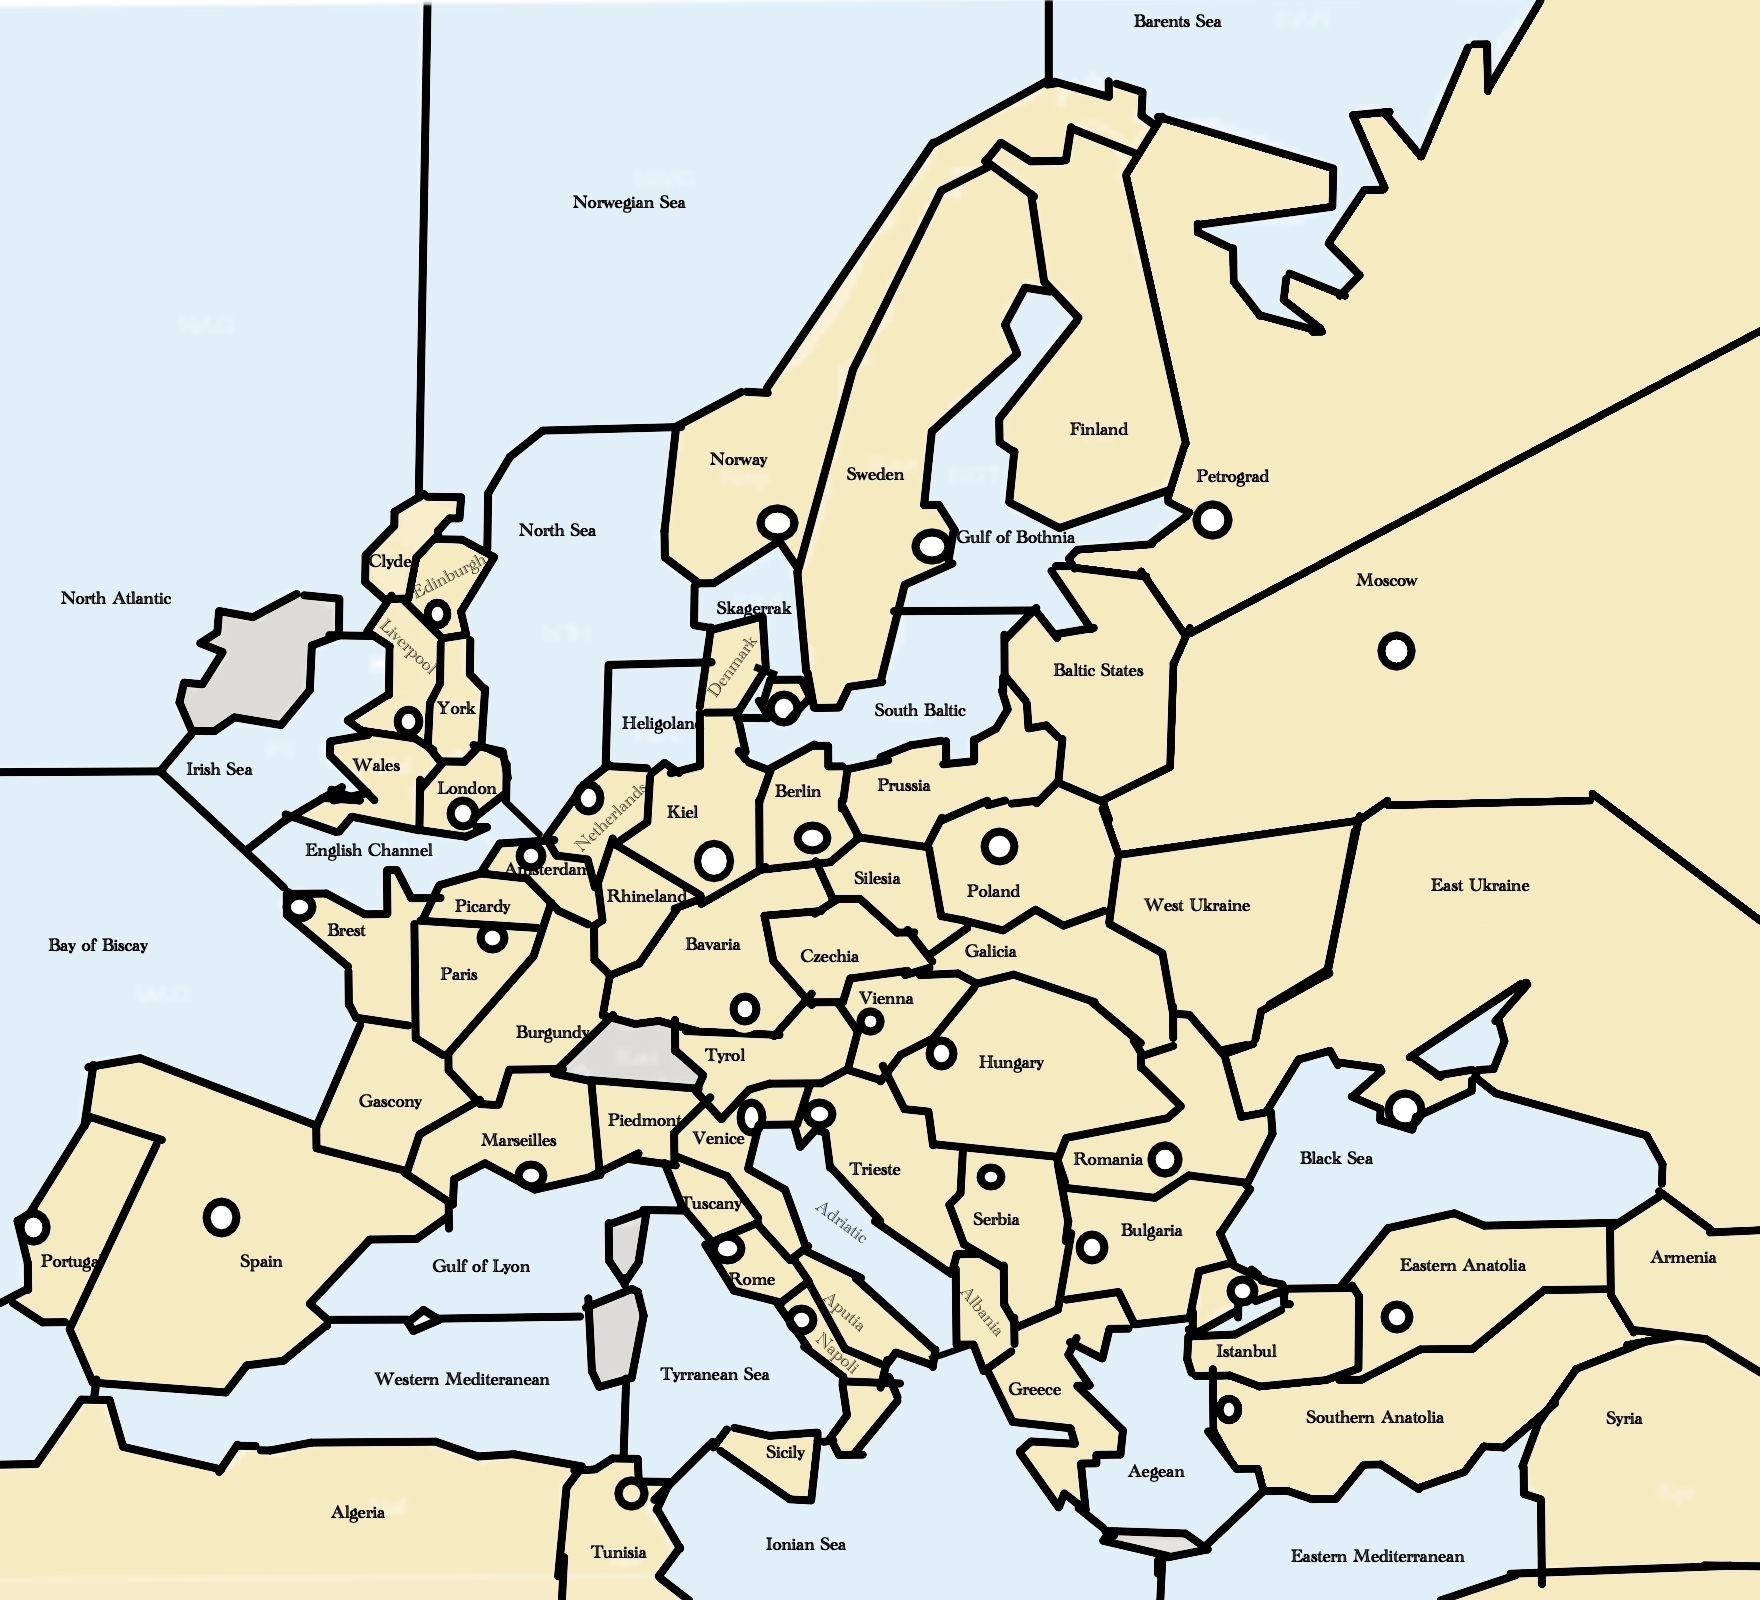 Barents Sea
Norwegian Sea
Finland
Norway
Sweden
Petrograd
North Sea
Gulf of Bothnia
Clyde
Edinburgh
Moscow
North Atlantic
Skagerrak
Liverpool
Denmark
Baltic States
York
South Baltic
Heligolan
Irish Sea
Wales
London
Berlin
Prussia
Netherlands
Kiel
English Channel
Amsterdam
Silesia
East Ukraine
Rhineland
Poland
Picardy
West Ukraine
Brest
Bay of Biscay
Bavaria
Czechia
Galicia
Paris
Vienna
Burgundy
Tyrol
Hungary
Gascony
Piedmont
Marseilles
Venice
Romania
Black Sea
Trieste
Tuscany
Adriatic
Serbia
Bulgaria
Portuga
Spain
Gulf of Lyon
Rome
Eastern Anatolia
Armenia
Aputia
Albania
Napoli
Istanbul
Western Mediteranean
Tyrranean Sea
Greece
Southern Anatolia
Syria
Sicily
Aegean
Algeria
Ionian Sea
Tunisia
Eastern Mediterranean